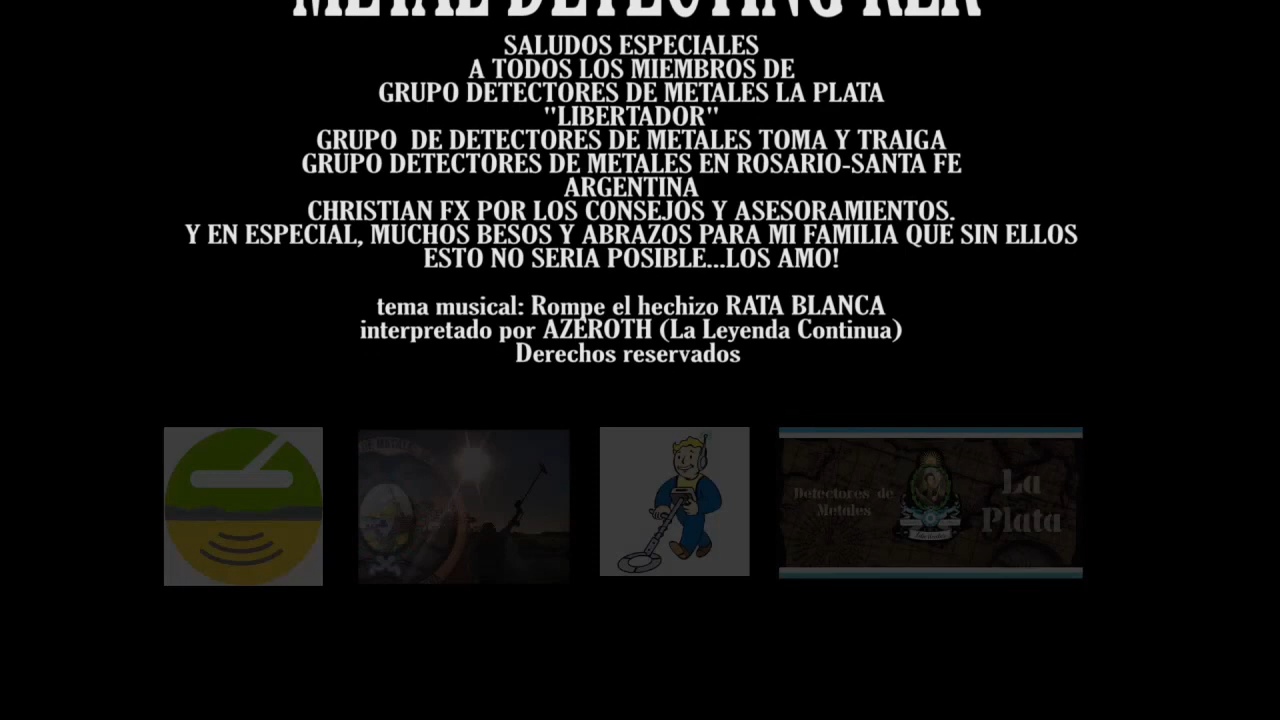 METAL DETECTING RER
SALUDOS ESPECIALES
A TODOS LOS MIEMBROS DE
GRUPO DETECTORES DE METALES LA PLATA
"LIBERTADOR"
GRUPO  DE DETECTORES DE METALES TOMA Y TRAIGA
GRUPO DETECTORES DE METALES EN ROSARIO-SANTA FE
ARGENTINA
CHRISTIAN FX POR LOS CONSEJOS Y ASESORAMIENTOS.
Y EN ESPECIAL, MUCHOS BESOS Y ABRAZOS PARA MI FAMILIA QUE SIN ELLOS
ESTO NO SERIA POSIBLE...LOS AMO!
tema musical: Rompe el hechizo RATA BLANCA
interpretado por AZEROTH (La Leyenda Continua)
Derechos reservados
Detectores de
Metales
La
Plata